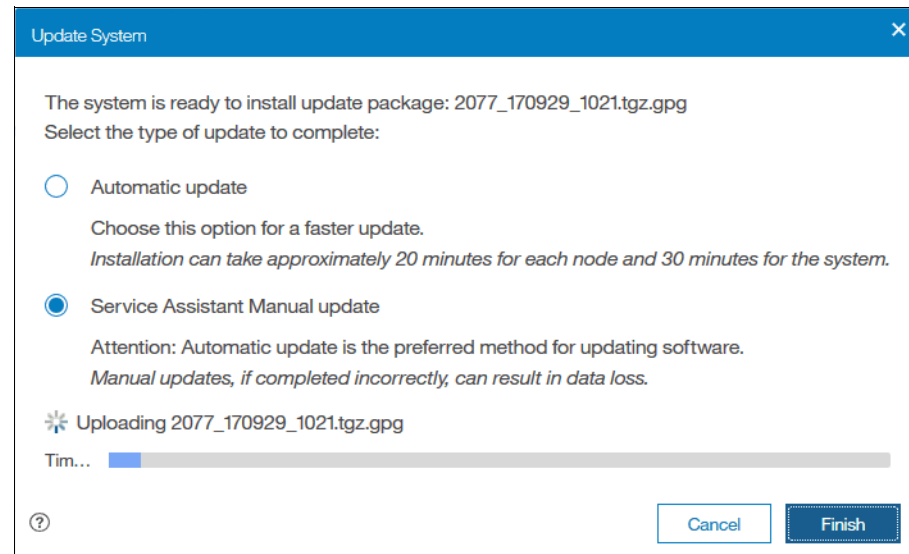 Update System
The system is ready to install update package: 2077_170929_1021.tgz.gpg
Select the type of update to complete:
Automatic update
Choose this option for a faster update.
Installation can take approximately 20 minutes for each node and 30 minutes for the system.
Service Assistant Manual update
Attention: Automatic update is the preferred method for updating software.
Manual updates, if completed incorrectly, can result in data loss.
Uploading 2077_170929_1021.tgz.gpg
Tim...
? Cancel Finish